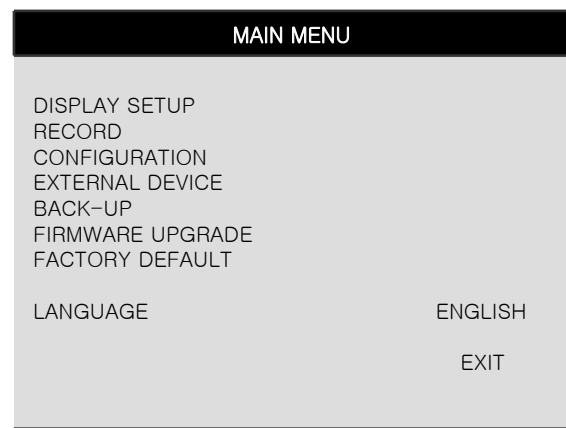 MAIN MENU
DISPLAY SETUP
RECORD
CONFIGURATION
EXTERNAL DEVICE
BACK-UP
FIRMWARE UPGRADE
FACTORY DEFAULT
LANGUAGE ENGLISH
EXIT